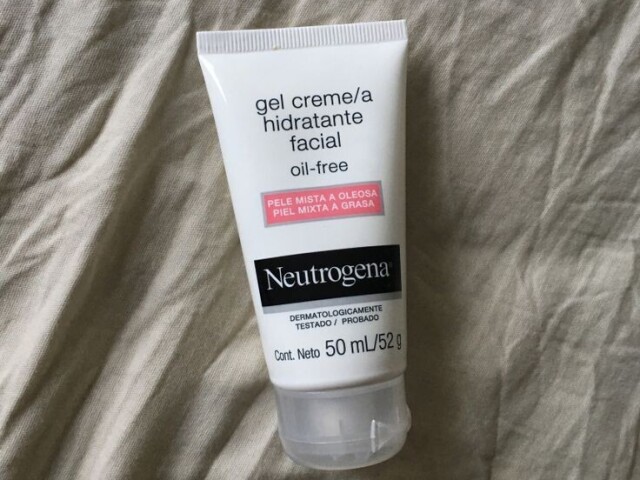 gel creme/a
hidratante
facial
oil-free
PELE MISTA A OLEOSA
PIEL MIXTA A GRASA
Neutrogena®
DERMATOLOGICAMENTE
TESTADO / PROBADO
Cont. Neto 50 mL/52 g